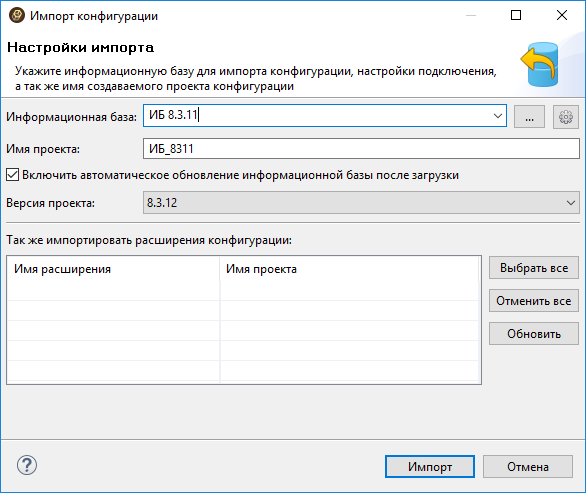 Импорт конфигурации
Настройки импорта
Укажите информационную базу для импорта конфигурации, настройки подключения,
а так же имя создаваемого проекта конфигурации
Информационная база: ИБ 8.3.11 ...
Имя проекта: ИБ_8311
Включить автоматическое обновление информационной базы после загрузки
Версия проекта: 8.3.12
Так же импортировать расширения конфигурации:
Имя расширения Имя проекта
Выбрать все
Отменить все
Обновить
? Импорт Отмена